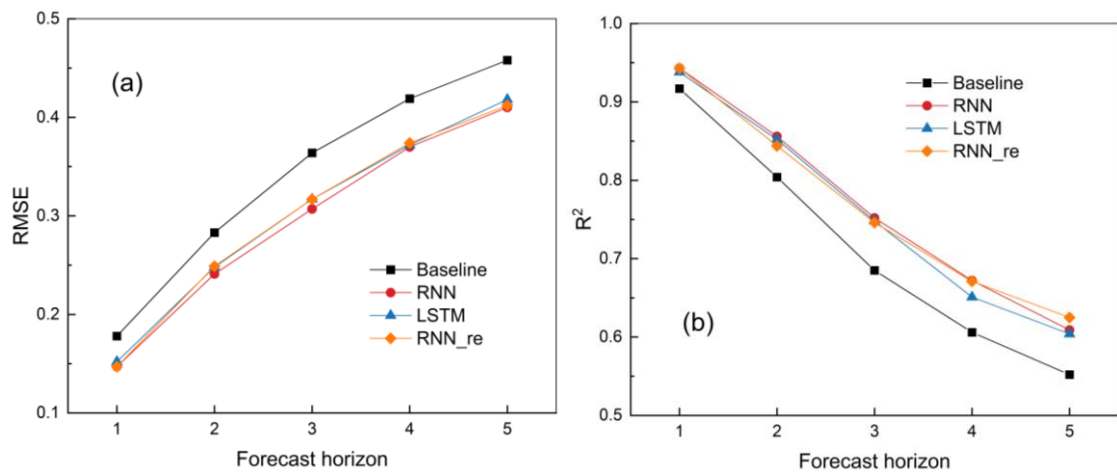 0.5
0.4
0.3
0.2
0.1
RMSE
(a)
Baseline
RNN
LSTM
RNN_re
1 2 3 4 5
Forecast horizon
1.0
0.9
0.8
0.7
0.6
0.5
R²
(b)
Baseline
RNN
LSTM
RNN_re
1 2 3 4 5
Forecast horizon